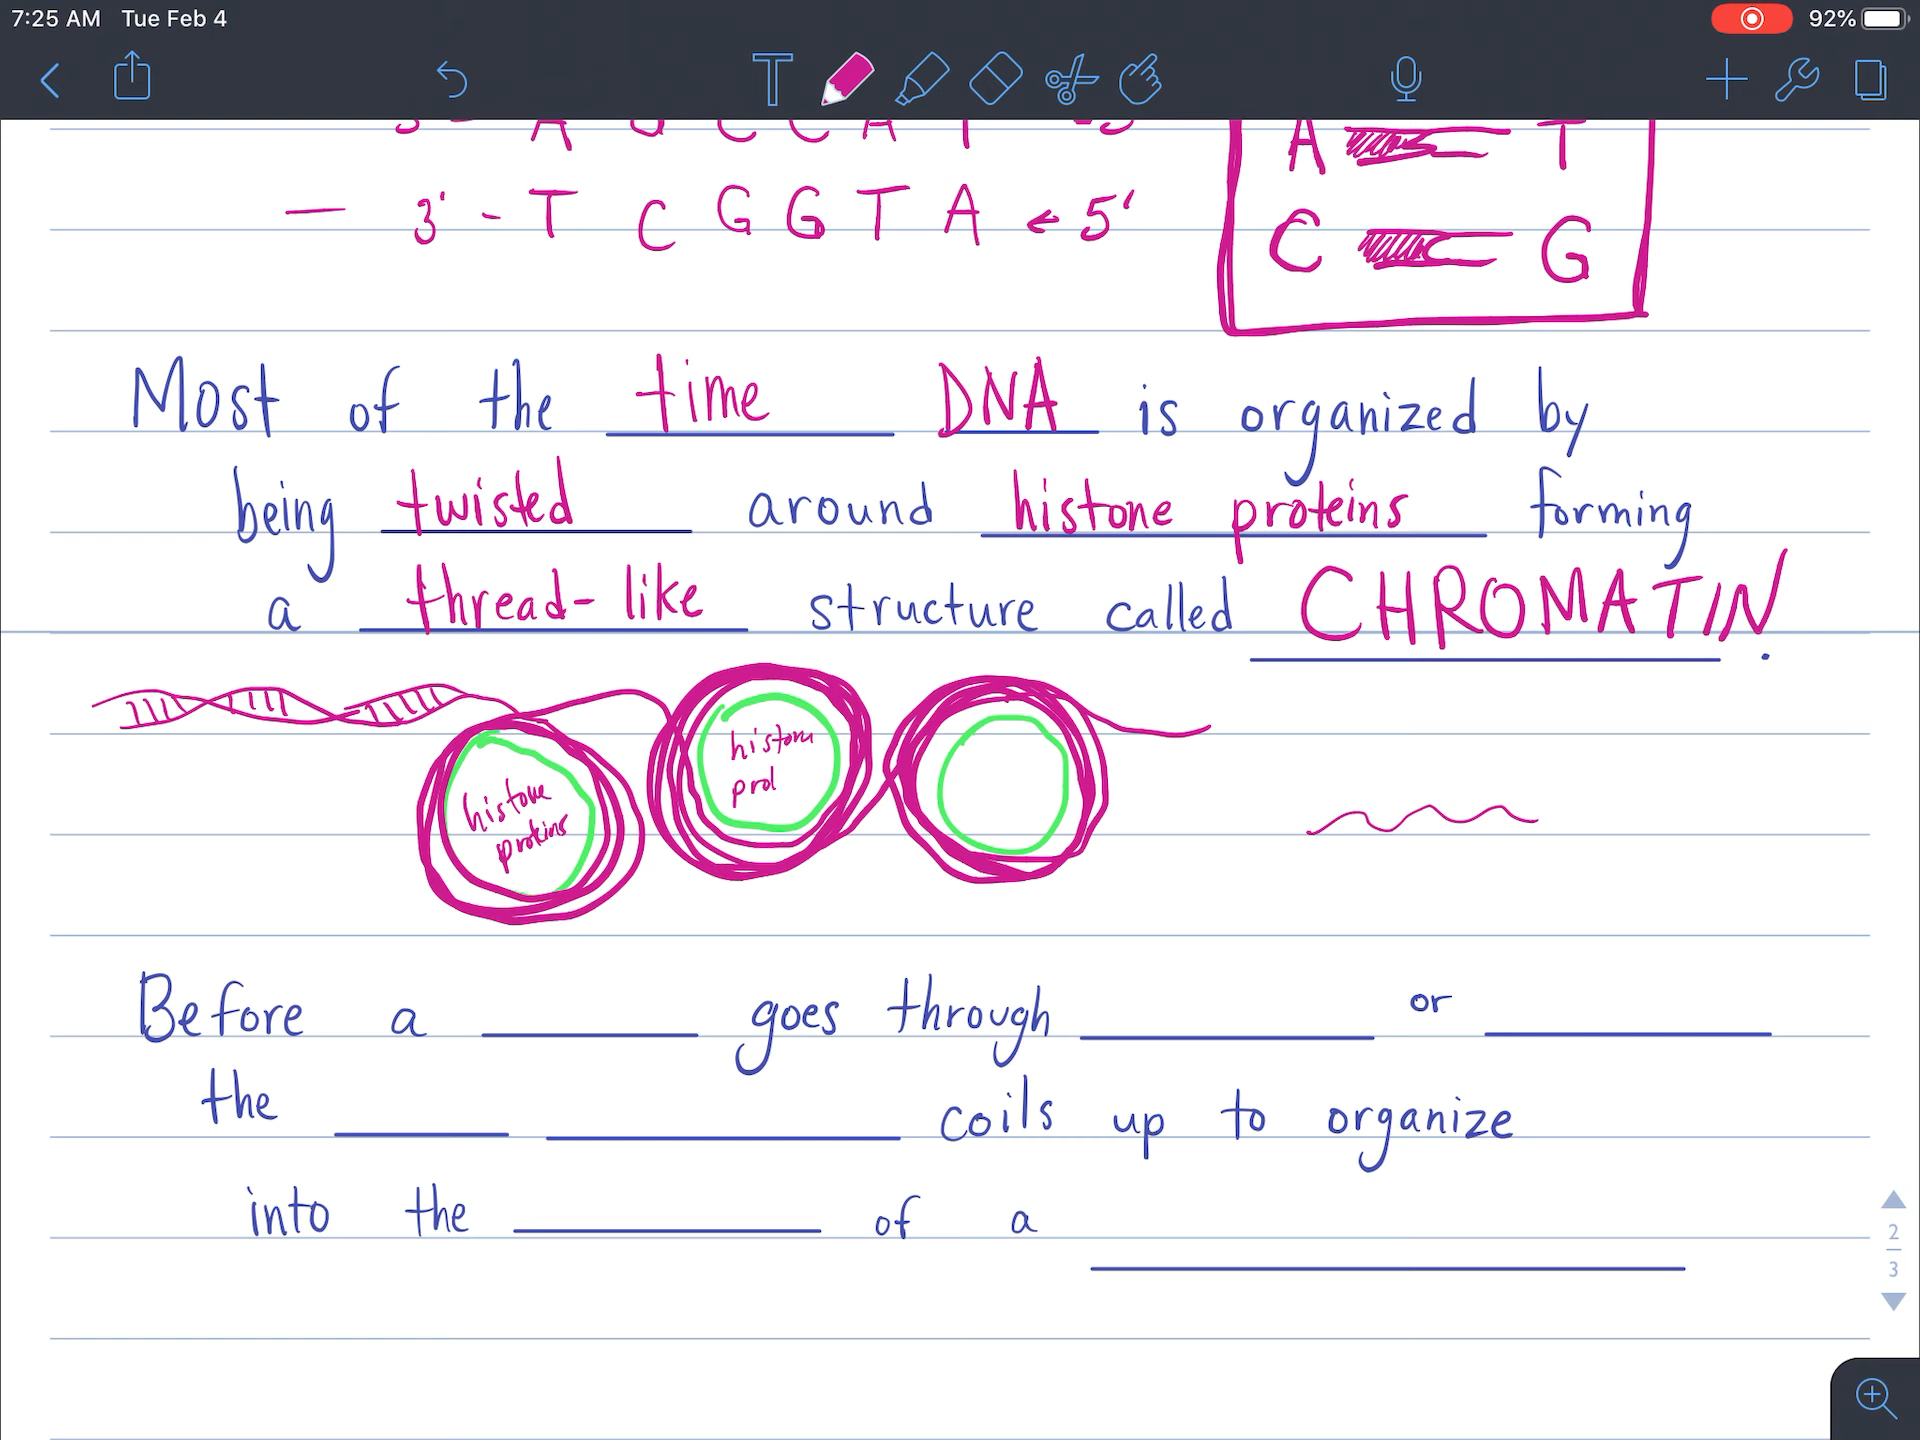 7:25 AM Tue Feb 4 92%
T
A T
3' - T C G G T A ← 5'
C G
Most of the time DNA is organized by
being twisted around histone proteins forming
a thread-like structure called CHROMATIN.
histone
proteins
histon
prol
Before a goes through or
the coils up to organize
into the of a
2
3